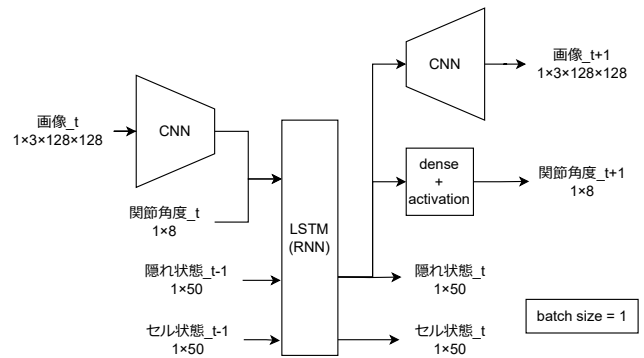 画像_t
1×3×128×128
CNN
関節角度_t
1×8
隠れ状態_t-1
1×50
セル状態_t-1
1×50
LSTM
(RNN)
CNN
画像_t+1
1×3×128×128
dense
+
activation
関節角度_t+1
1×8
隠れ状態_t
1×50
セル状態_t
1×50
batch size = 1